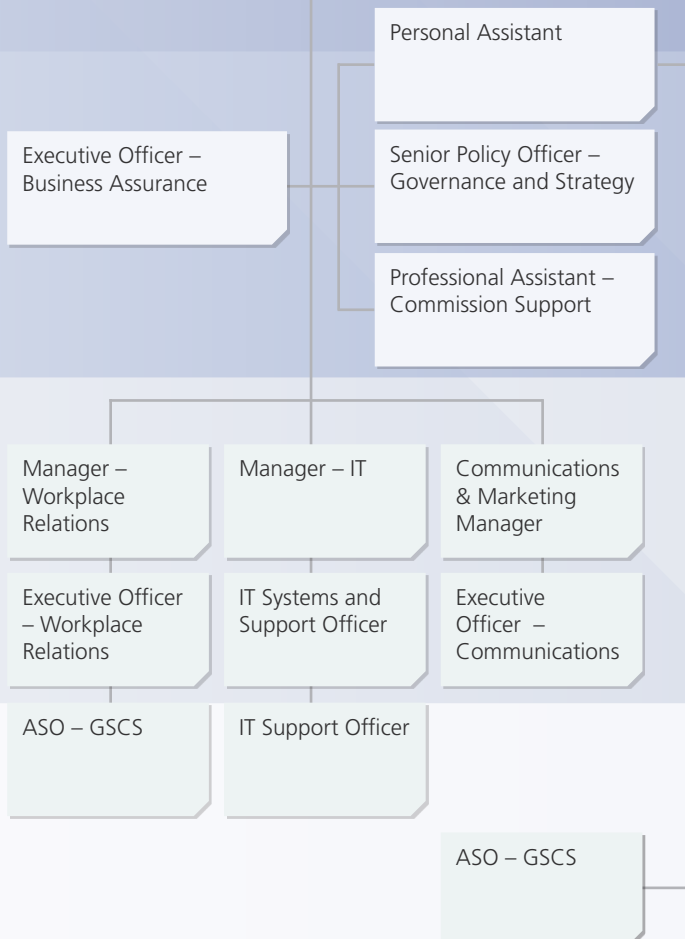 Personal Assistant
Executive Officer –
Business Assurance
Senior Policy Officer –
Governance and Strategy
Professional Assistant –
Commission Support
Manager –
Workplace
Relations
Manager – IT
Communications
& Marketing
Manager
Executive Officer
– Workplace
Relations
IT Systems and
Support Officer
Executive
Officer –
Communications
ASO – GSCS
IT Support Officer
ASO – GSCS